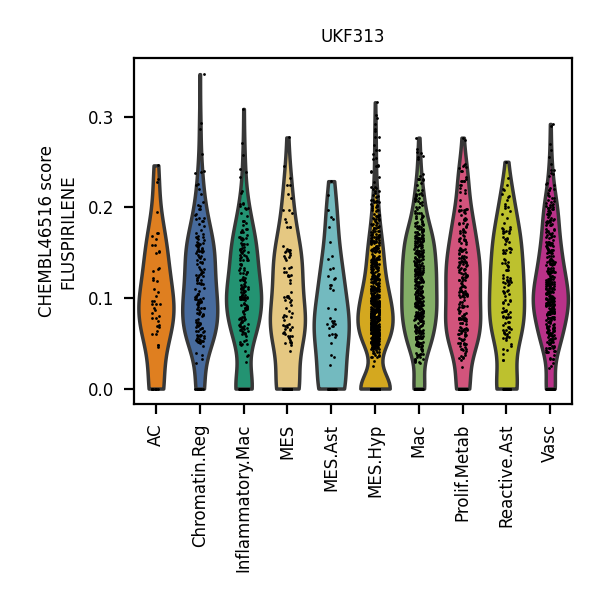 UKF313
CHEMBL46516 score
FLUSPIRILENE
0.3
0.2
0.1
0.0
AC
Chromatin.Reg
Inflammatory.Mac
MES
MES.Ast
MES.Hyp
Mac
Prolif.Metab
Reactive.Ast
Vasc